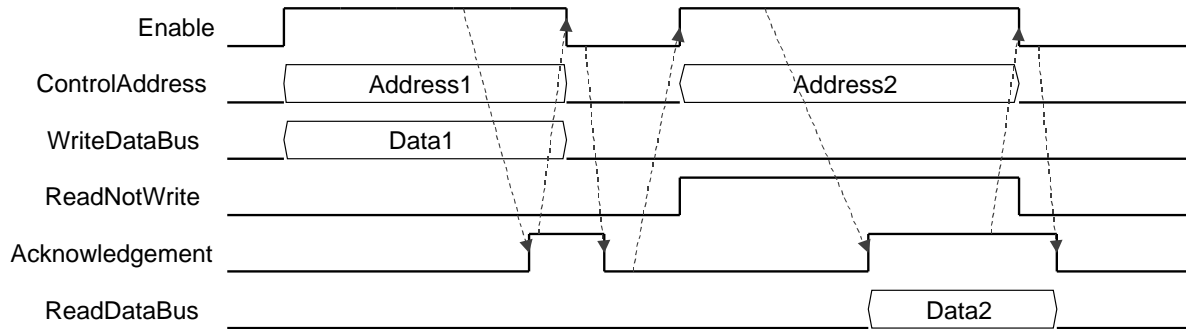 Enable
ControlAddress Address1 Address2
WriteDataBus Data1
ReadNotWrite
Acknowledgement
ReadDataBus Data2